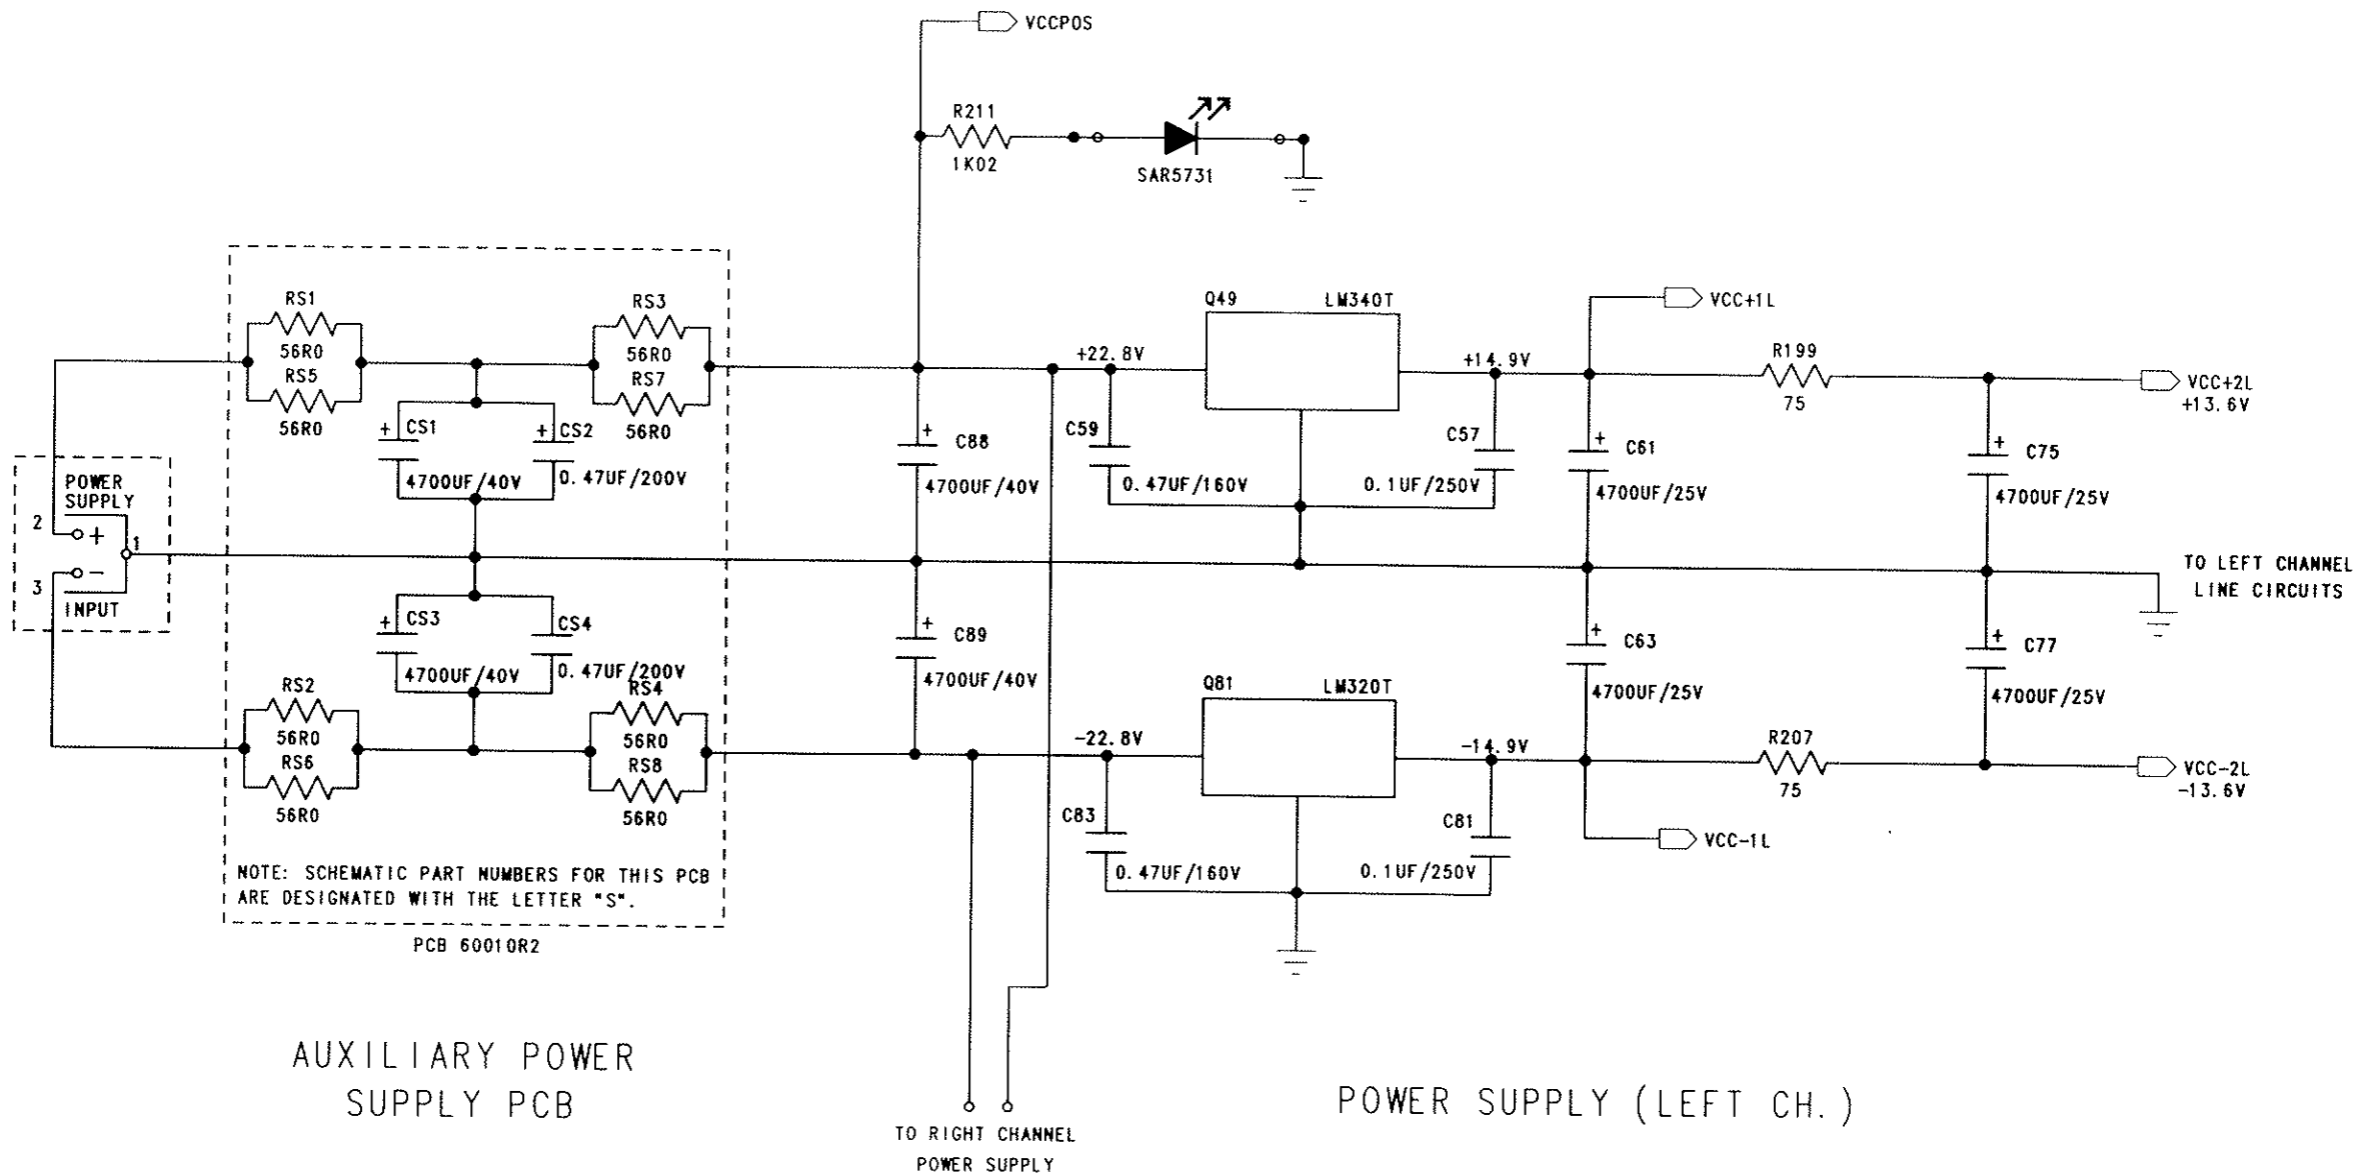 VCCPOS
R211
1K02
SAR5731
RS1
56R0
RS5
56R0
RS3
56R0
RS7
56R0
+ CS1
4700UF/40V
+ CS2
0.47UF/200V
POWER
SUPPLY
2
+
1
-
3
INPUT
+ CS3
4700UF/40V
CS4
0.47UF/200V
RS2
56R0
RS6
56R0
RS4
56R0
RS8
56R0
NOTE: SCHEMATIC PART NUMBERS FOR THIS PCB
ARE DESIGNATED WITH THE LETTER "S".
PCB 60010R2
AUXILIARY POWER
SUPPLY PCB
+
C88
4700UF/40V
+
C89
4700UF/40V
+22.8V
Q49
LM340T
+14.9V
C59
0.47UF/160V
C57
0.1UF/250V
VCC+1L
R199
75
VCC+2L
+13.6V
+
C61
4700UF/25V
+
C75
4700UF/25V
TO LEFT CHANNEL
LINE CIRCUITS
+
C63
4700UF/25V
+
C77
4700UF/25V
-22.8V
Q81
LM320T
-14.9V
C83
0.47UF/160V
C81
0.1UF/250V
R207
75
VCC-2L
-13.6V
VCC-1L
TO RIGHT CHANNEL
POWER SUPPLY
POWER SUPPLY (LEFT CH.)